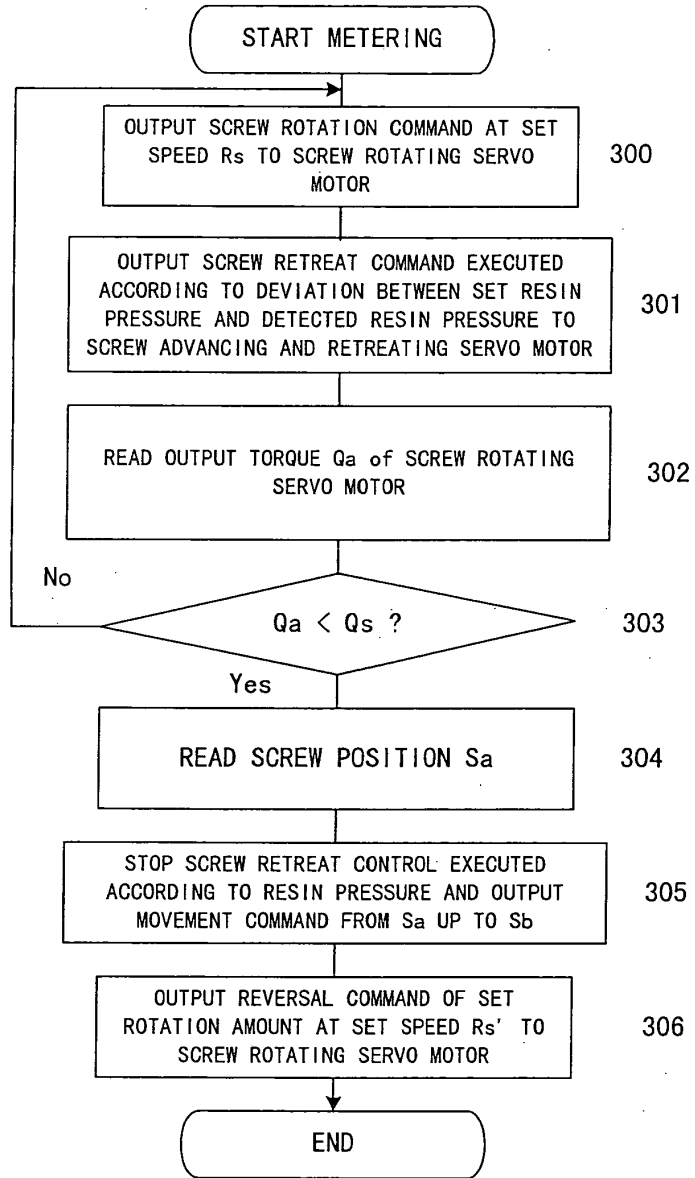 START METERING
OUTPUT SCREW ROTATION COMMAND AT SET
SPEED Rs TO SCREW ROTATING SERVO
MOTOR
300
OUTPUT SCREW RETREAT COMMAND EXECUTED
ACCORDING TO DEVIATION BETWEEN SET RESIN
PRESSURE AND DETECTED RESIN PRESSURE TO
SCREW ADVANCING AND RETREATING SERVO MOTOR
301
READ OUTPUT TORQUE Qa of SCREW ROTATING
SERVO MOTOR
302
No
Qa < Qs ?
303
Yes
READ SCREW POSITION Sa
304
STOP SCREW RETREAT CONTROL EXECUTED
ACCORDING TO RESIN PRESSURE AND OUTPUT
MOVEMENT COMMAND FROM Sa UP TO Sb
305
OUTPUT REVERSAL COMMAND OF SET
ROTATION AMOUNT AT SET SPEED Rs' TO
SCREW ROTATING SERVO MOTOR
306
END